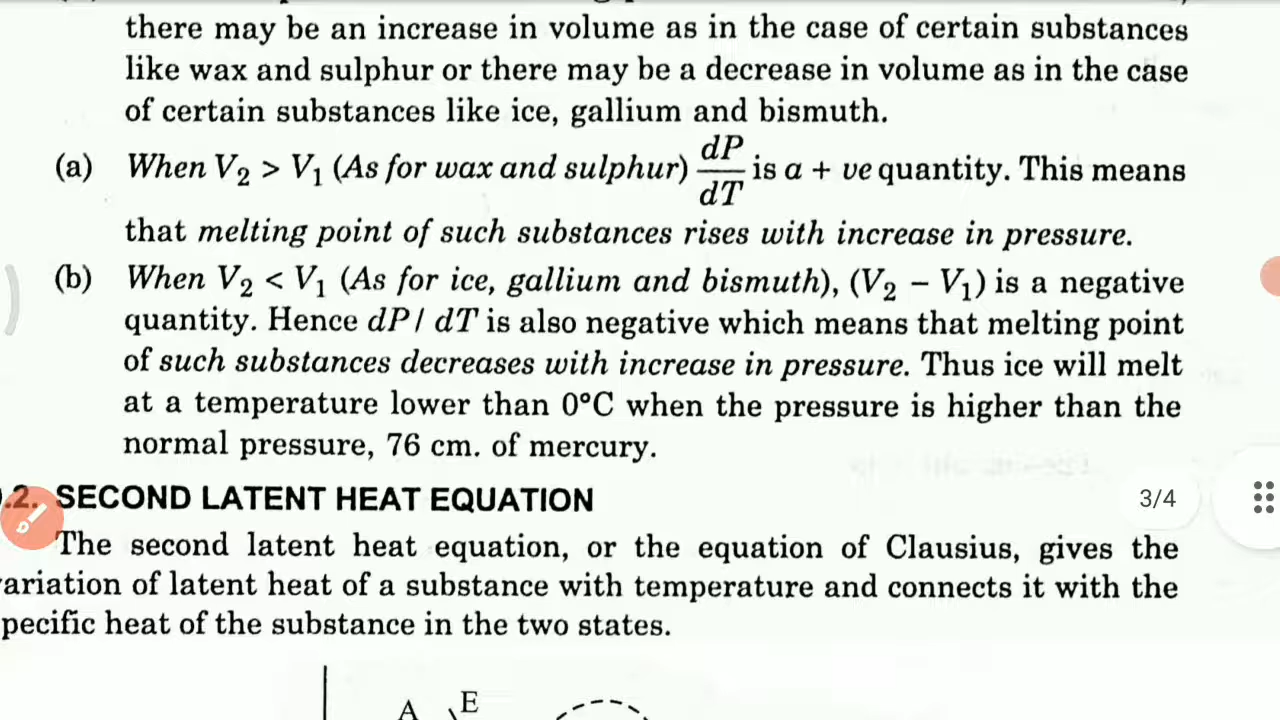 there may be an increase in volume as in the case of certain substances
like wax and sulphur or there may be a decrease in volume as in the case
of certain substances like ice, gallium and bismuth.
(a) When V₂ > V₁ (As for wax and sulphur) dP/dT is a + ve quantity. This means
that melting point of such substances rises with increase in pressure.
(b) When V₂ < V₁ (As for ice, gallium and bismuth), (V₂ − V₁) is a negative
quantity. Hence dP / dT is also negative which means that melting point
of such substances decreases with increase in pressure. Thus ice will melt
at a temperature lower than 0°C when the pressure is higher than the
normal pressure, 76 cm. of mercury.
.2. SECOND LATENT HEAT EQUATION
3/4
The second latent heat equation, or the equation of Clausius, gives the
ariation of latent heat of a substance with temperature and connects it with the
pecific heat of the substance in the two states.
A E